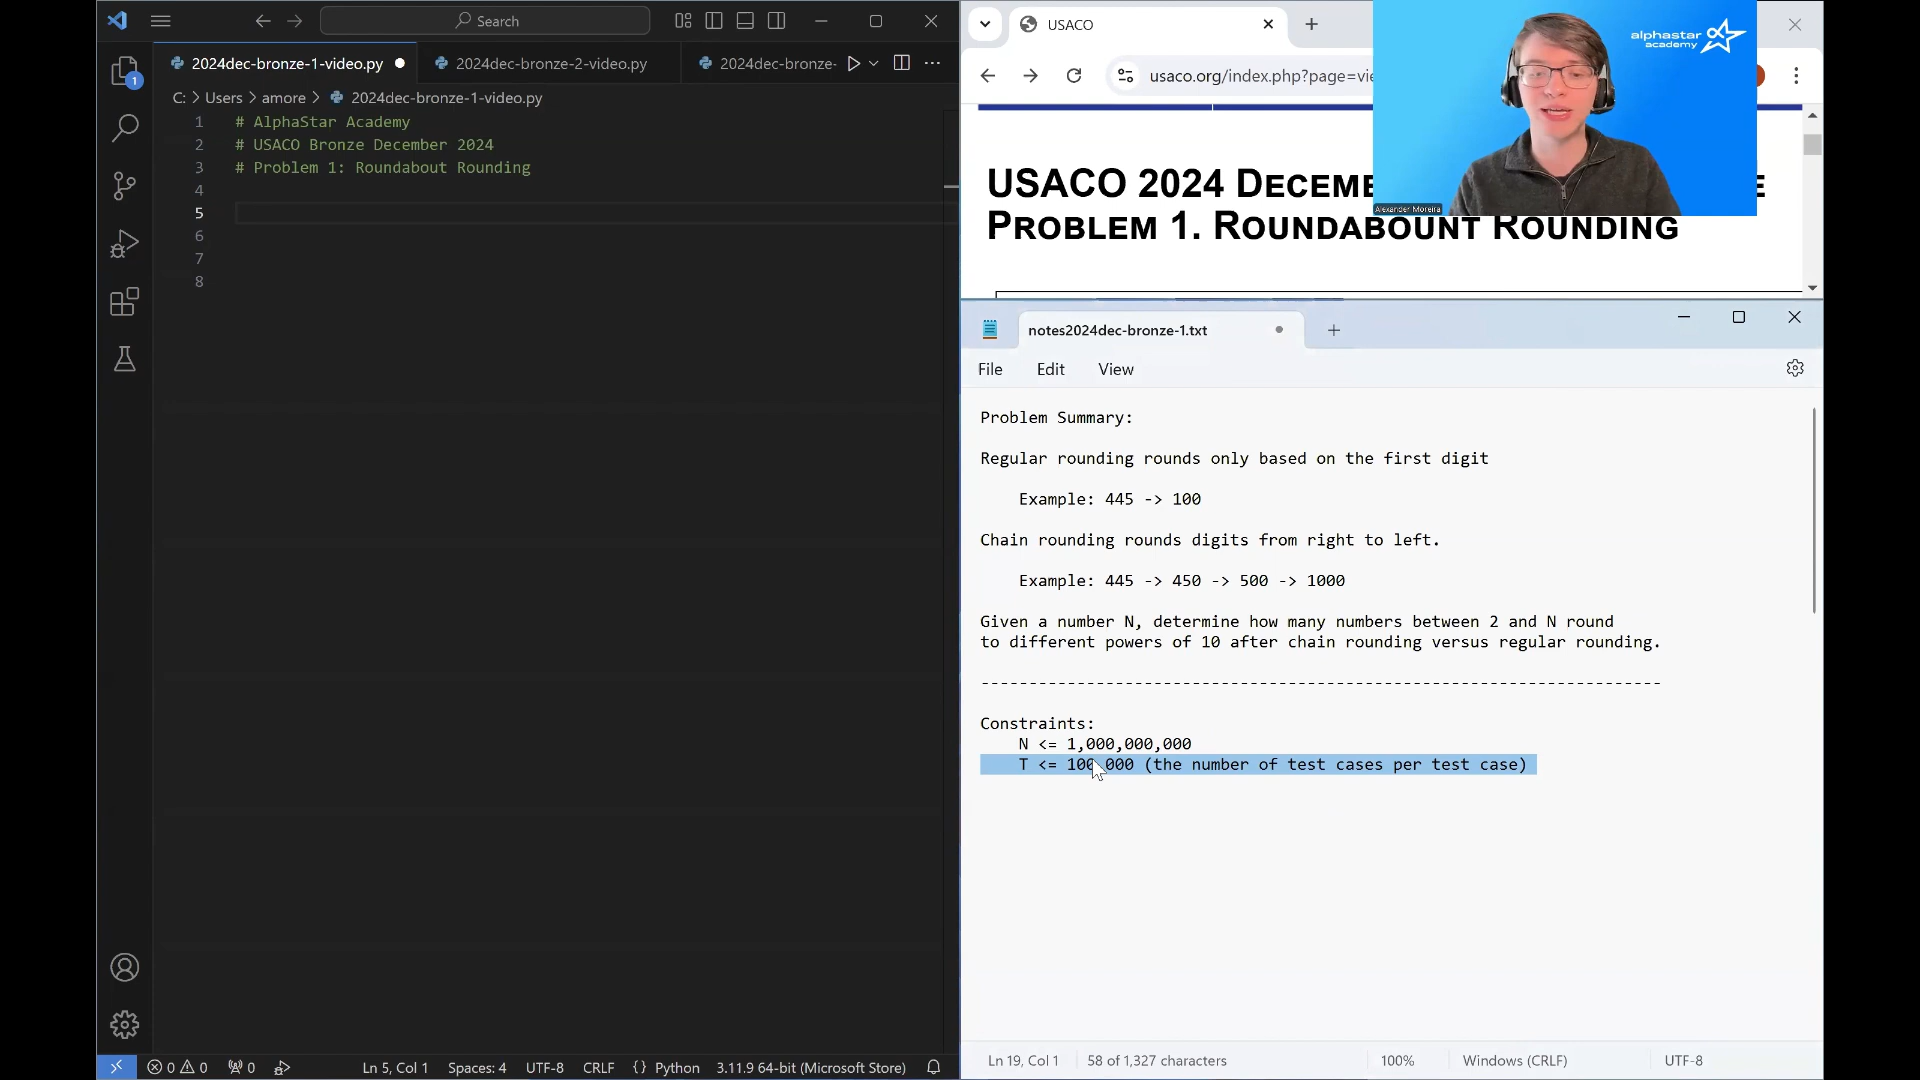 Search
2024dec-bronze-1-video.py
2024dec-bronze-2-video.py
2024dec-bronze-
C: > Users > amore > 2024dec-bronze-1-video.py
1 # AlphaStar Academy
2 # USACO Bronze December 2024
3 # Problem 1: Roundabout Rounding
4
5
6
7
8
1
0 0 0
Ln 5, Col 1
Spaces: 4
UTF-8
CRLF
{ } Python
3.11.9 64-bit (Microsoft Store)
USACO
usaco.org/index.php?page=vie
alphastar
academy
Alexander Moreira
USACO 2024 DECEME
PROBLEM 1. ROUNDABOUNT ROUNDING
notes2024dec-bronze-1.txt
File Edit View
Problem Summary:
Regular rounding rounds only based on the first digit
Example: 445 -> 100
Chain rounding rounds digits from right to left.
Example: 445 -> 450 -> 500 -> 1000
Given a number N, determine how many numbers between 2 and N round
to different powers of 10 after chain rounding versus regular rounding.
-----------------------------------------------------------------------
Constraints:
N <= 1,000,000,000
T <= 100,000 (the number of test cases per test case)
Ln 19, Col 1
58 of 1,327 characters
100%
Windows (CRLF)
UTF-8